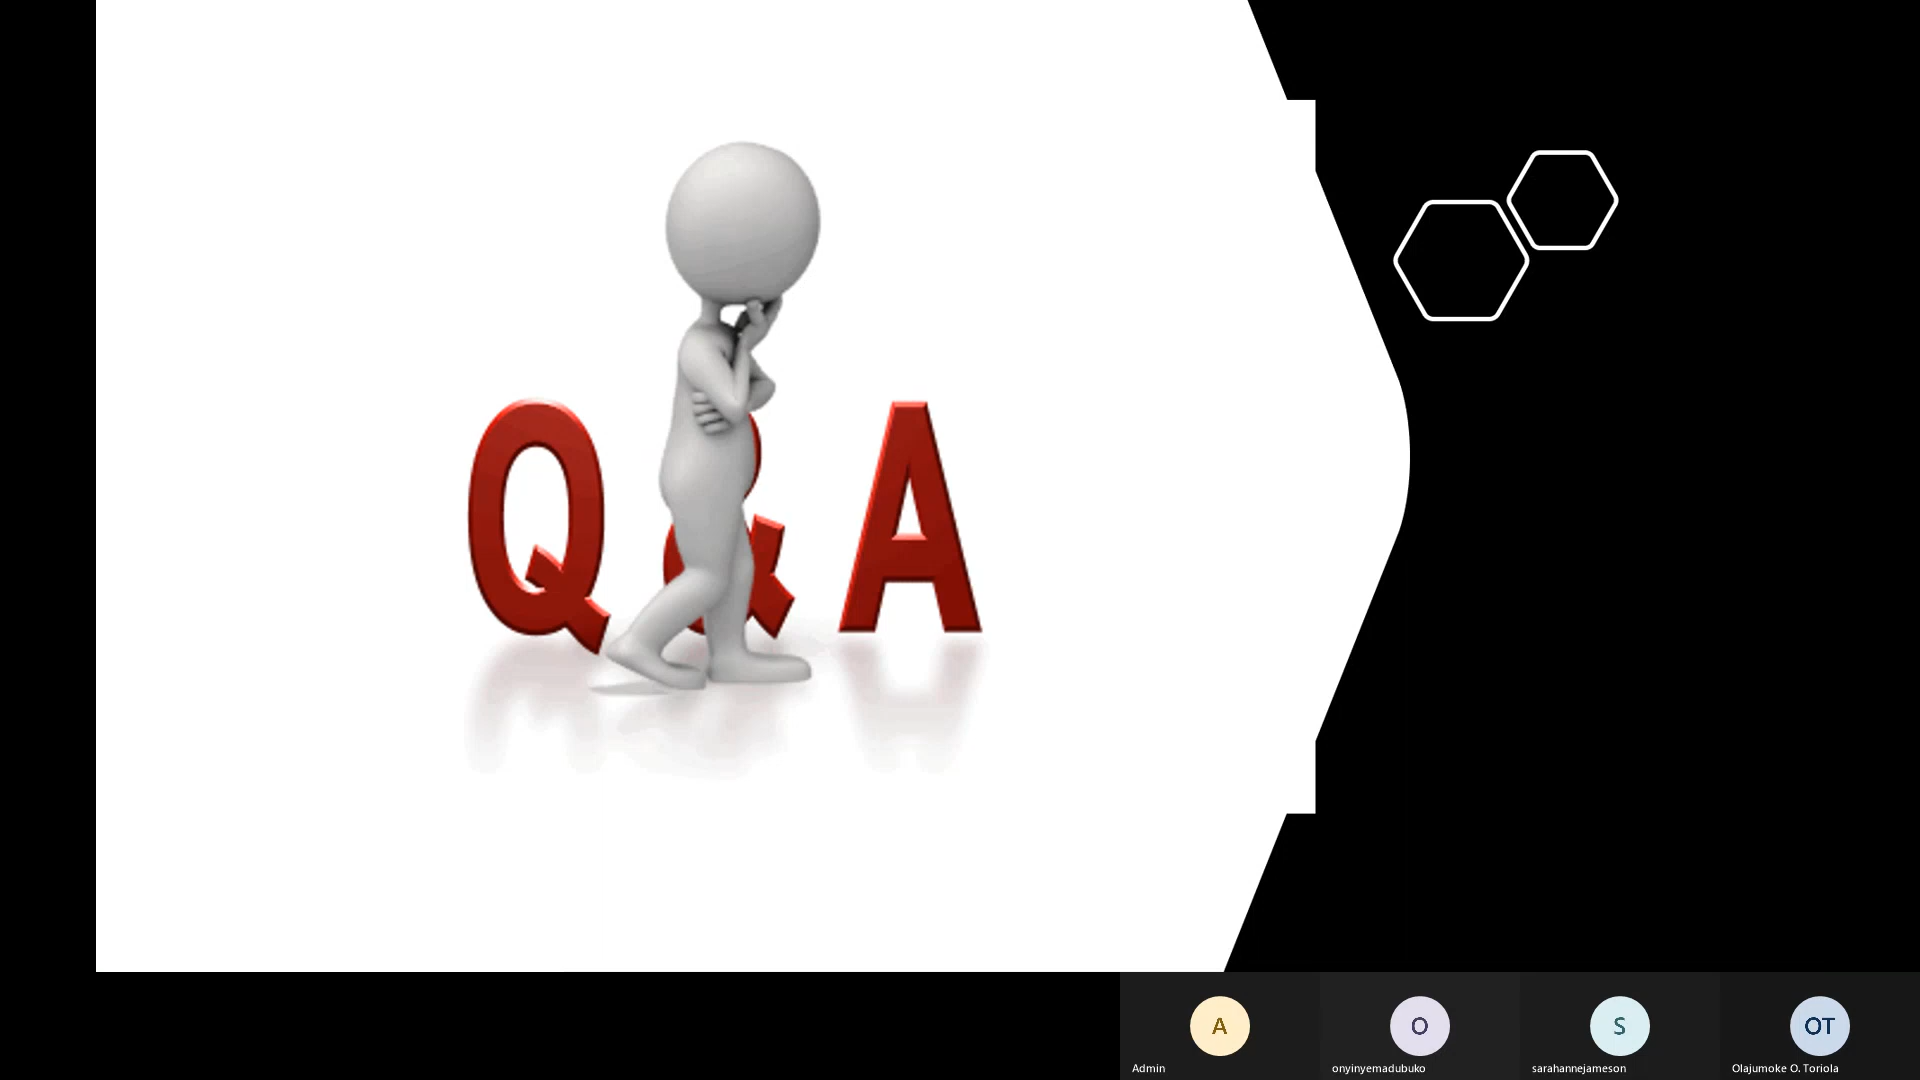 Q & A
A
O
S
OT
Admin
onyinyemadubuko
sarahannejameson
Olajumoke O. Toriola